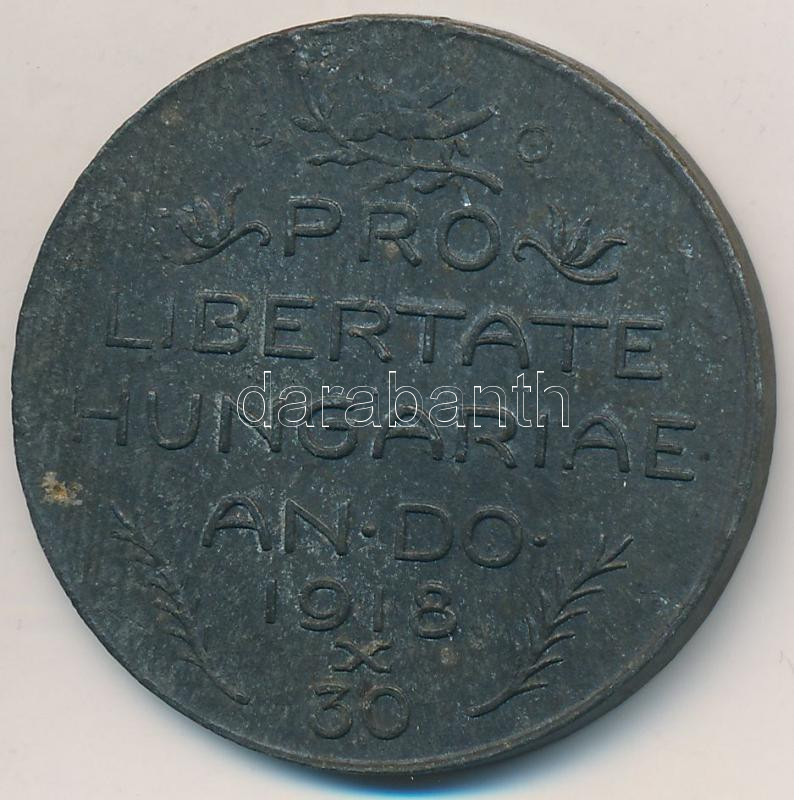 PRO
LIBERTATE
darabanth
HUNGARIAE
AN·DO·
1918
X
30